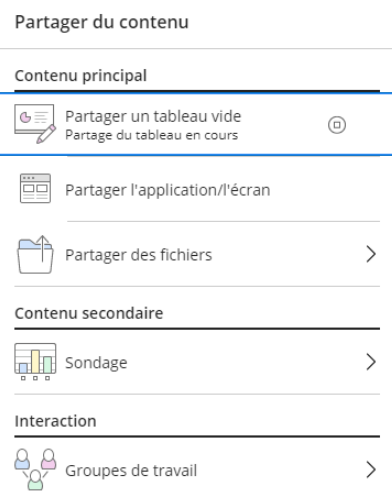 Partager du contenu
Contenu principal
Partager un tableau vide
Partage du tableau en cours
Partager l'application/l'écran
Partager des fichiers
Contenu secondaire
Sondage
Interaction
Groupes de travail